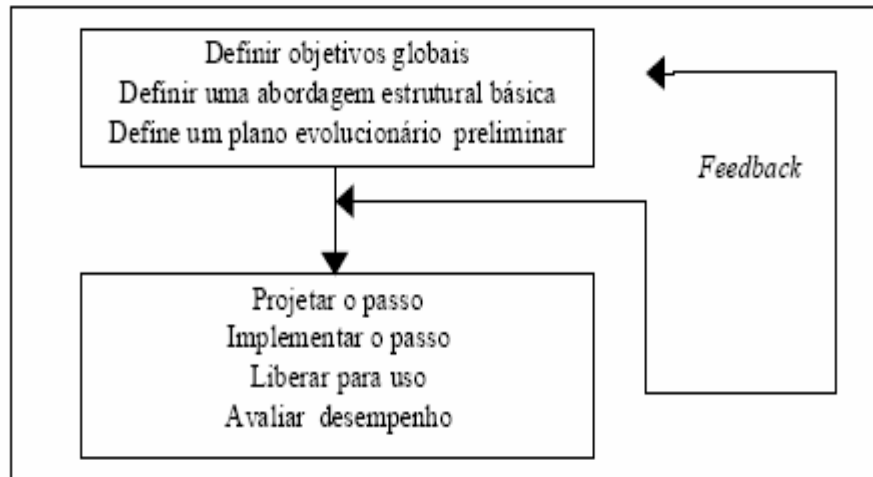 Definir objetivos globais
Definir uma abordagem estrutural básica
Define um plano evolucionário preliminar
Feedback
Projetar o passo
Implementar o passo
Liberar para uso
Avaliar desempenho